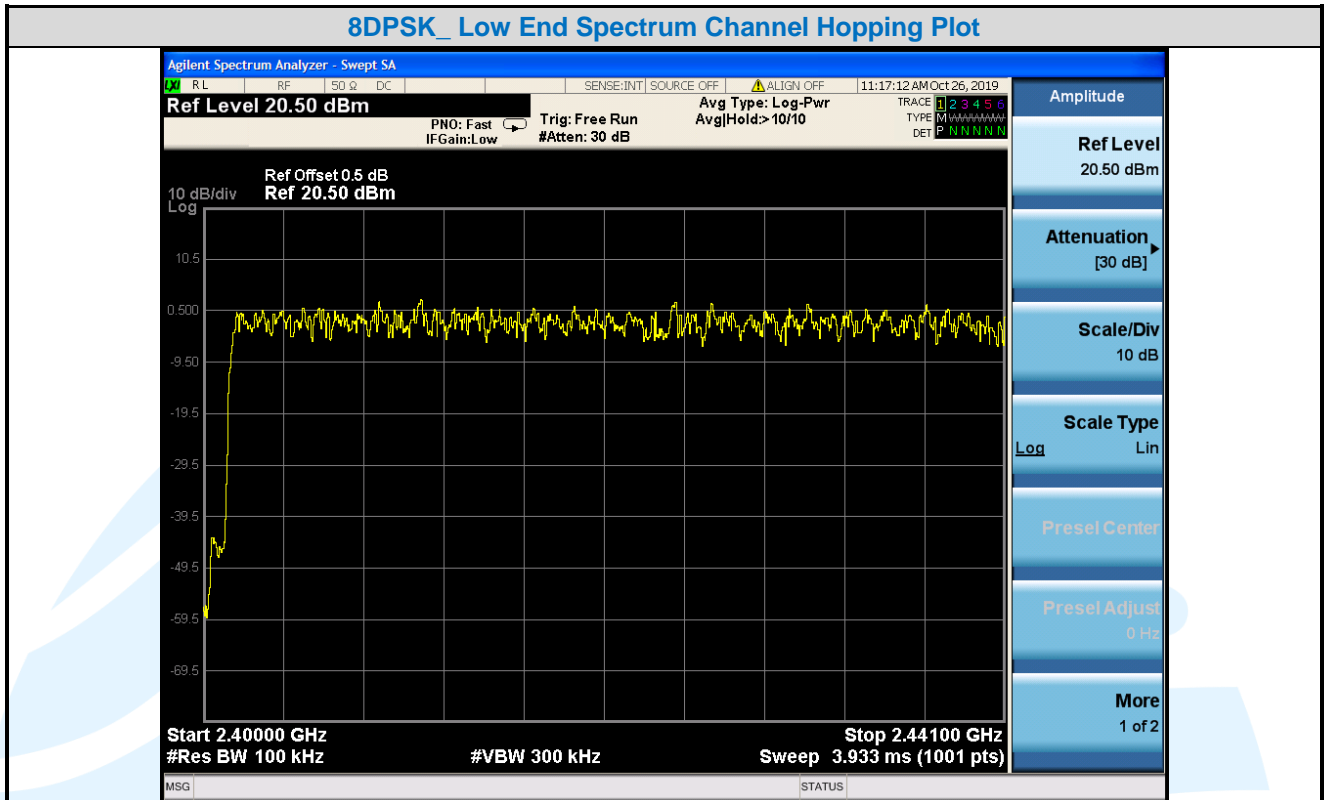 8DPSK_ Low End Spectrum Channel Hopping Plot
Agilent Spectrum Analyzer - Swept SA
LXI RL RF 50 Ω DC SENSE:INT SOURCE OFF ALIGN OFF 11:17:12 AM Oct 26, 2019
Ref Level 20.50 dBm
PNO: Fast
IFGain:Low
Trig: Free Run
#Atten: 30 dB
Avg Type: Log-Pwr
Avg|Hold:>10/10
TRACE 1 2 3 4 5 6
TYPE M WWWWW
DET P N N N N N
Ref Offset 0.5 dB
10 dB/div Ref 20.50 dBm
Log
10.5
0.500
-9.50
-19.5
-29.5
-39.5
-49.5
-59.5
-69.5
Start 2.40000 GHz Stop 2.44100 GHz
#Res BW 100 kHz #VBW 300 kHz Sweep 3.933 ms (1001 pts)
MSG STATUS
Amplitude
Ref Level
20.50 dBm
Attenuation
[30 dB]
Scale/Div
10 dB
Scale Type
Log Lin
Presel Center
Presel Adjust
0 Hz
More
1 of 2